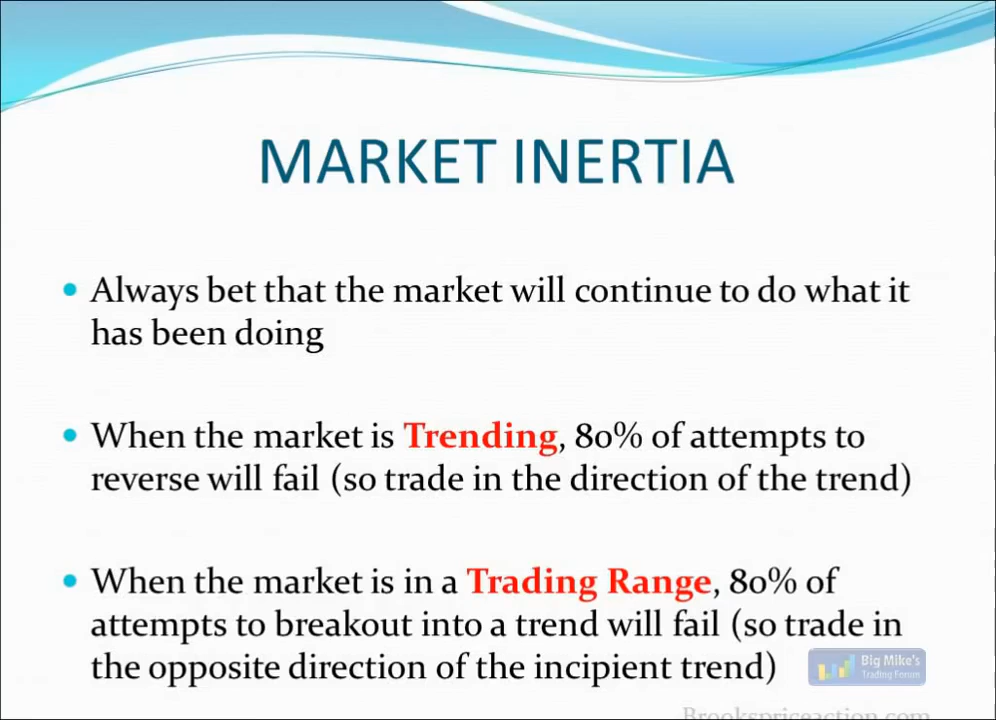 MARKET INERTIA
• Always bet that the market will continue to do what it
has been doing
• When the market is Trending, 80% of attempts to
reverse will fail (so trade in the direction of the trend)
• When the market is in a Trading Range, 80% of
attempts to breakout into a trend will fail (so trade in
the opposite direction of the incipient trend)
Big Mike's
Trading Forum
Brookspriceaction.com